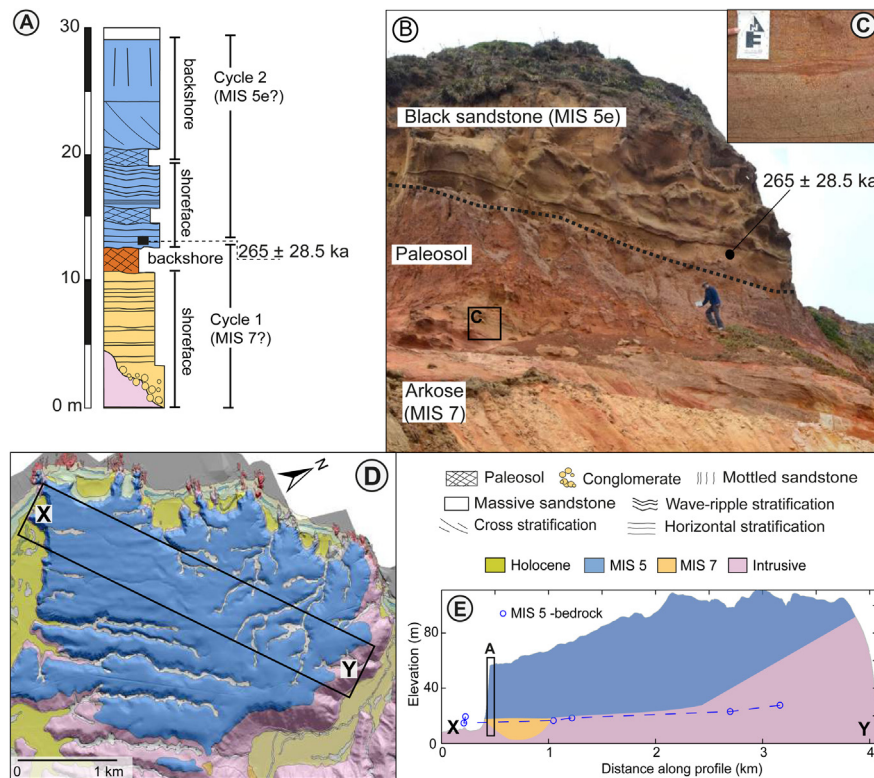 A
30
20
10
0 m
backshore
shoreface
backshore
shoreface
Cycle 2
(MIS 5e?)
265 ± 28.5 ka
Cycle 1
(MIS 7?)
B
C
Black sandstone (MIS 5e)
265 ± 28.5 ka
Paleosol
C
Arkose
(MIS 7)
D
N
X
Y
0 1 km
Paleosol Conglomerate Mottled sandstone
Massive sandstone Wave-ripple stratification
Cross stratification Horizontal stratification
Holocene MIS 5 MIS 7 Intrusive
E
MIS 5 -bedrock
A
Elevation (m)
80
40
0
X
Y
0 1 2 3 4
Distance along profile (km)